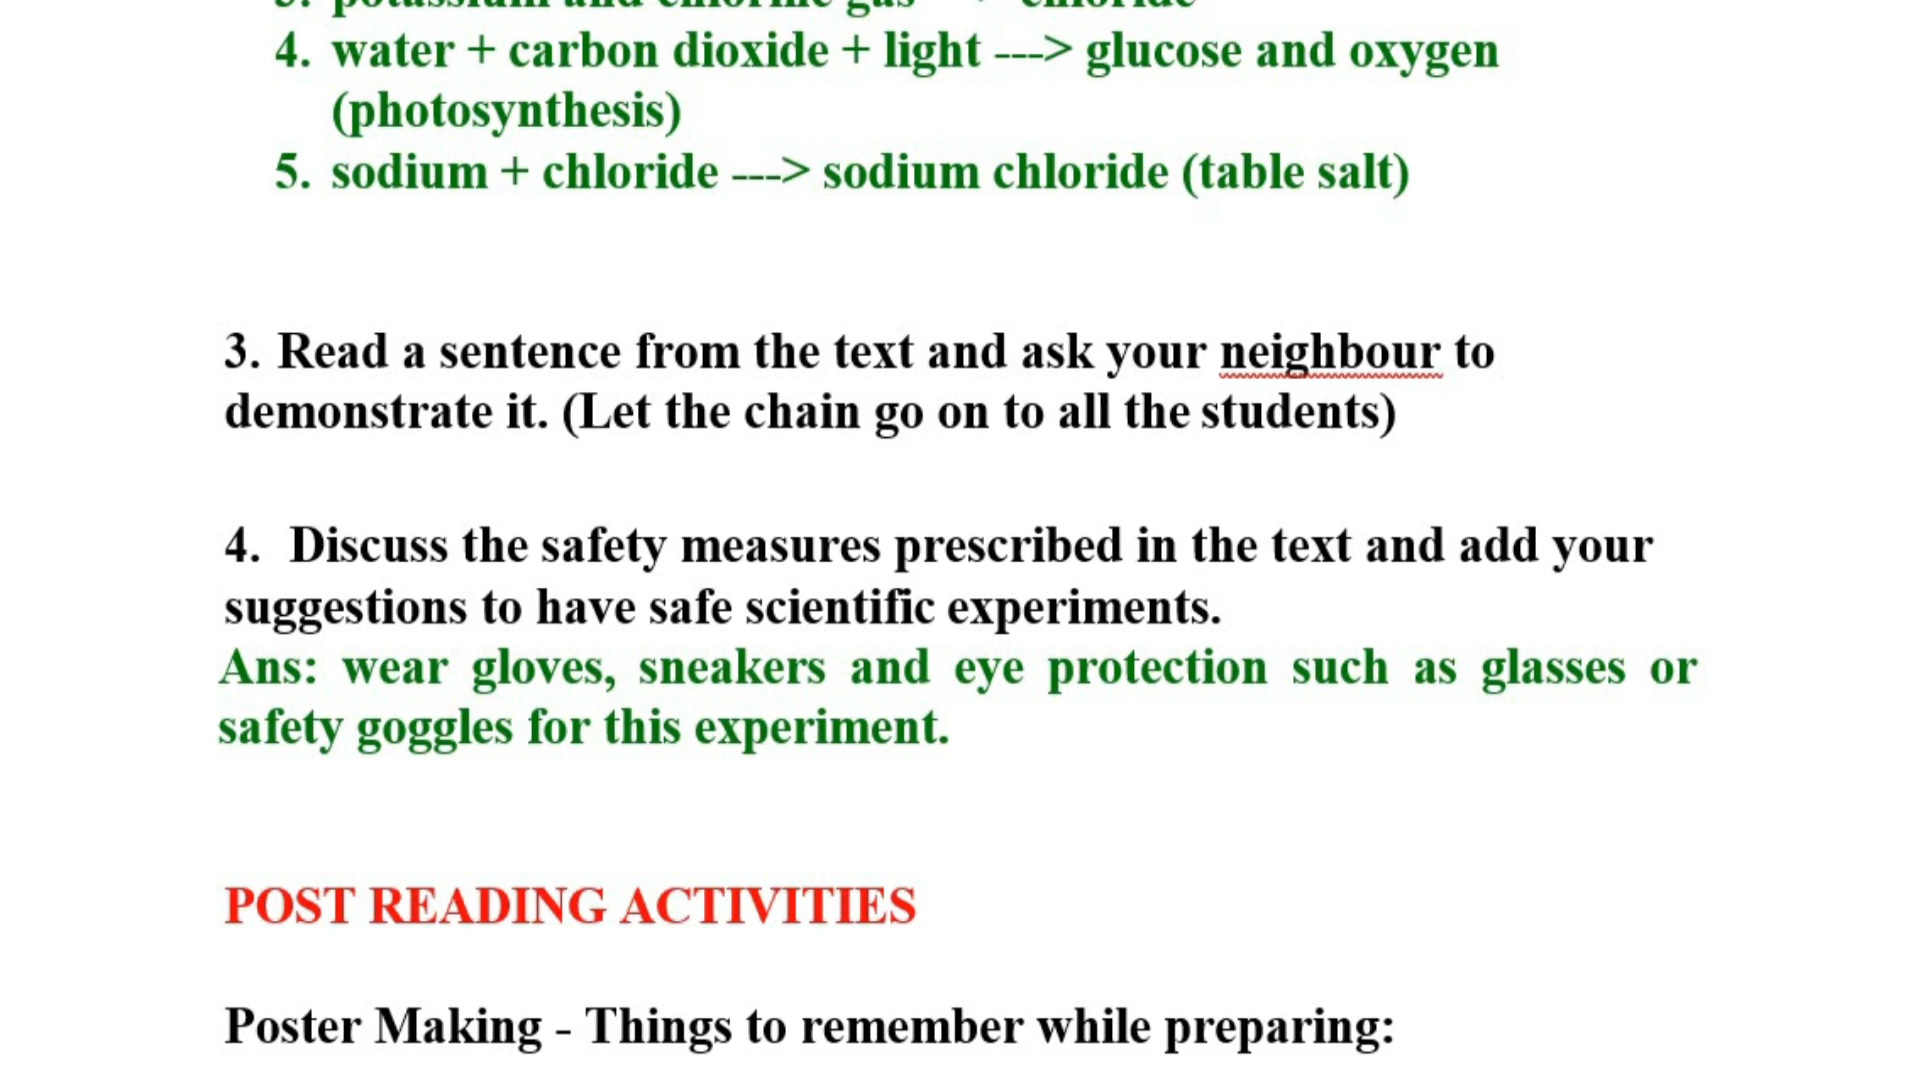 4. water + carbon dioxide + light ---> glucose and oxygen
(photosynthesis)
5. sodium + chloride ---> sodium chloride (table salt)
3. Read a sentence from the text and ask your neighbour to
demonstrate it. (Let the chain go on to all the students)
4. Discuss the safety measures prescribed in the text and add your
suggestions to have safe scientific experiments.
Ans: wear gloves, sneakers and eye protection such as glasses or
safety goggles for this experiment.
POST READING ACTIVITIES
Poster Making - Things to remember while preparing: